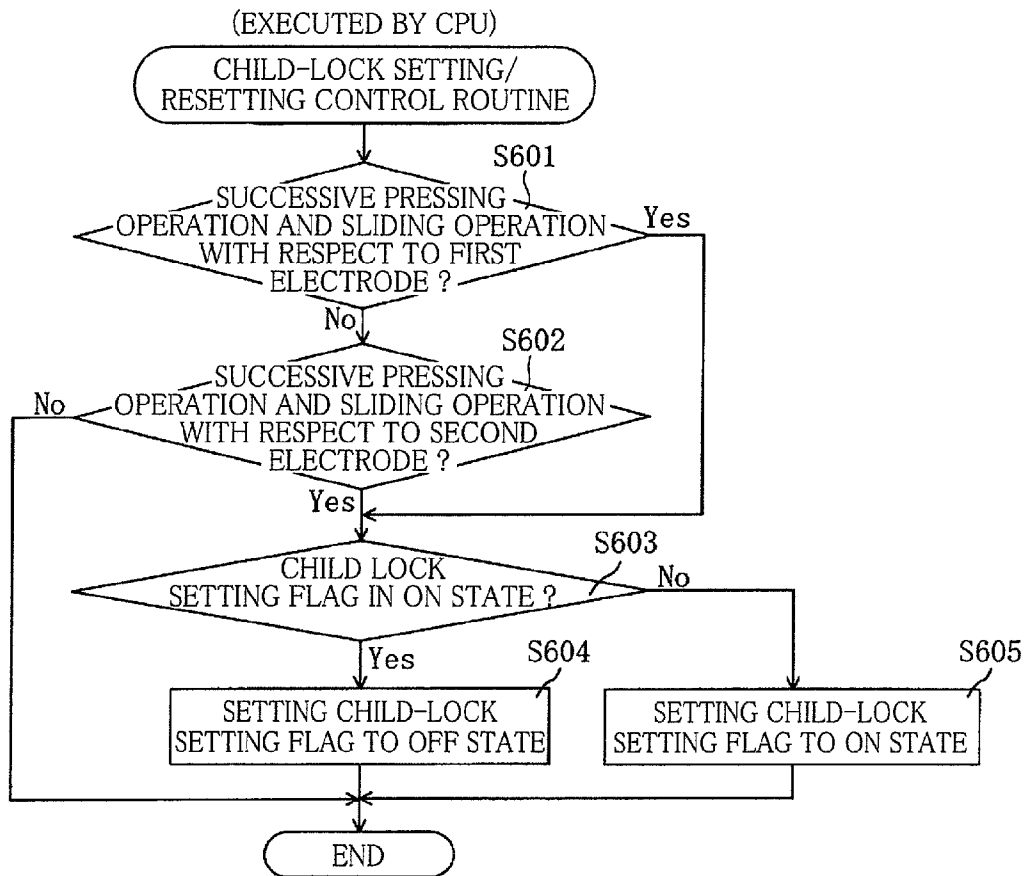 (EXECUTED BY CPU)
CHILD-LOCK SETTING/
RESETTING CONTROL ROUTINE
S601
SUCCESSIVE PRESSING
OPERATION AND SLIDING OPERATION
WITH RESPECT TO FIRST
ELECTRODE ?
Yes
No
S602
SUCCESSIVE PRESSING
OPERATION AND SLIDING OPERATION
WITH RESPECT TO SECOND
ELECTRODE ?
No
Yes
S603
CHILD LOCK
SETTING FLAG IN ON STATE ?
No
Yes
S604
SETTING CHILD-LOCK
SETTING FLAG TO OFF STATE
S605
SETTING CHILD-LOCK
SETTING FLAG TO ON STATE
END